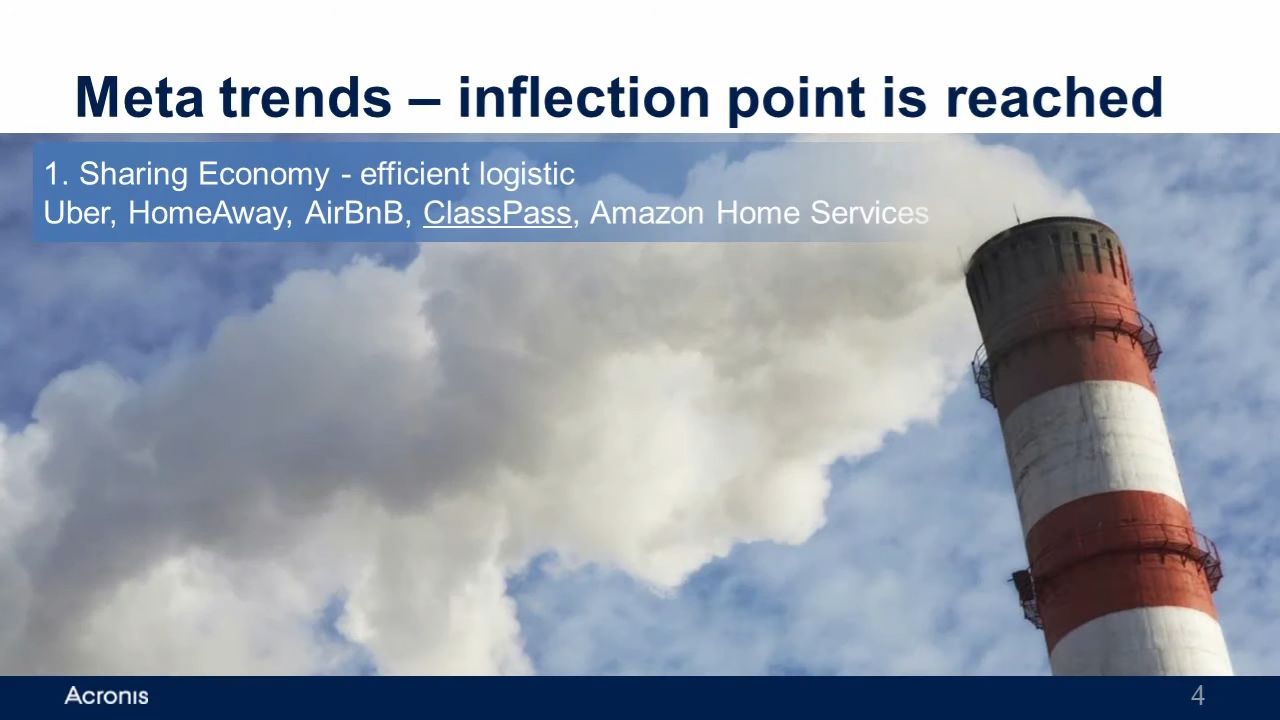 Meta trends – inflection point is reached
1. Sharing Economy - efficient logistic
Uber, HomeAway, AirBnB, ClassPass, Amazon Home Services
Acronis
4